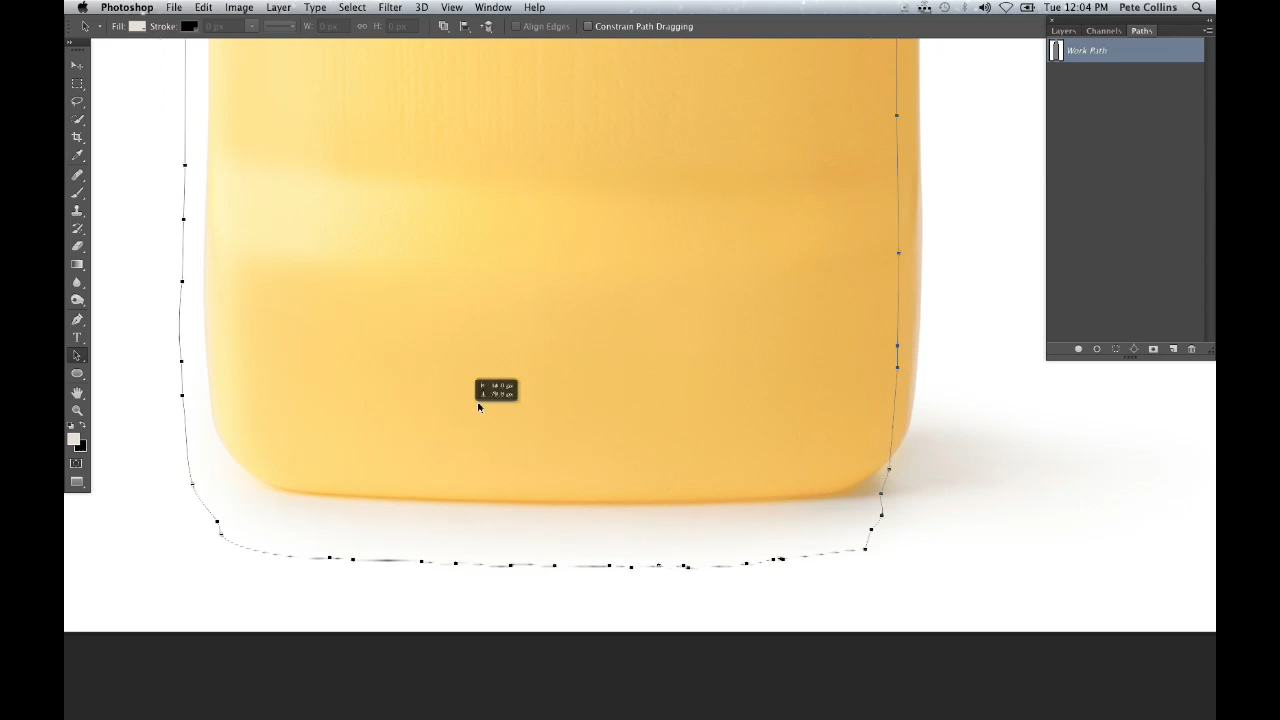 Photoshop File Edit Image Layer Type Select Filter 3D View Window Help Tue 12:04 PM Pete Collins
Fill: Stroke: 0 px W: 0 px H: 0 px Align Edges Constrain Path Dragging
Layers Channels Paths
Work Path
T